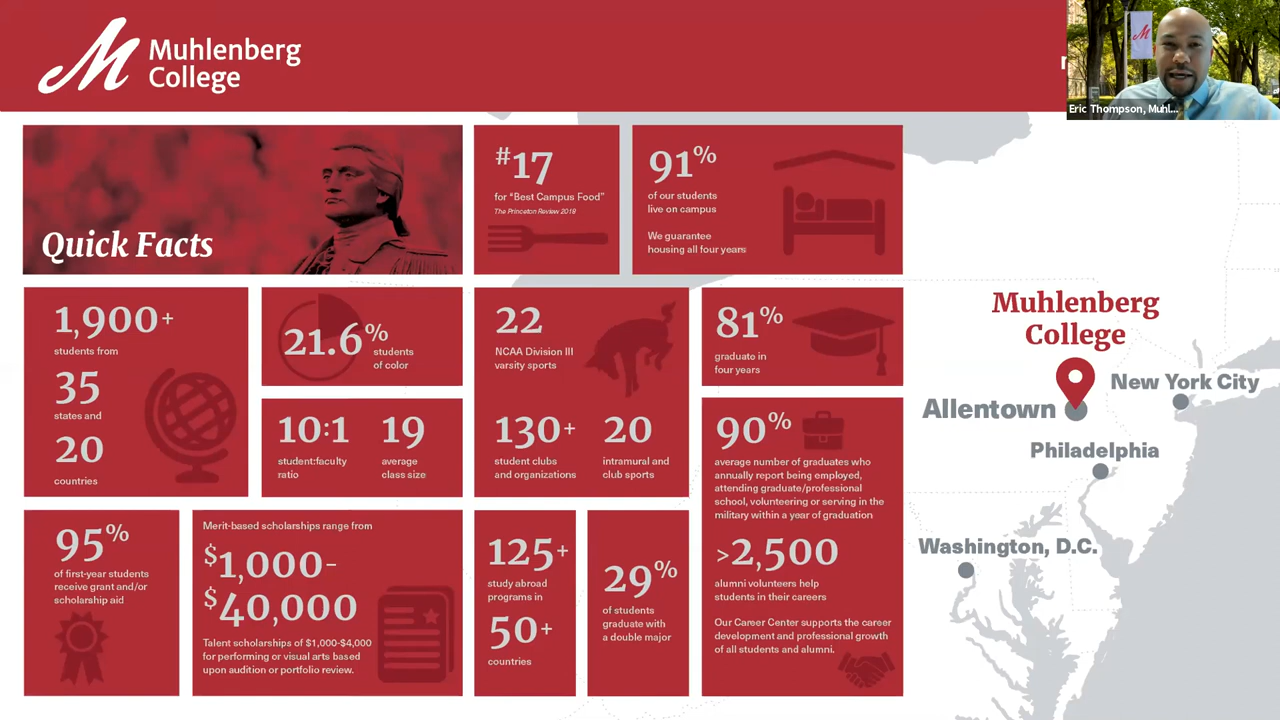 Muhlenberg
College
Eric Thompson, Muhl...
Quick Facts
#17
for "Best Campus Food"
The Princeton Review 2018
91%
of our students
live on campus
We guarantee
housing all four years
1,900+
students from
35
states and
20
countries
21.6%
students
of color
10:1
student:faculty
ratio
19
average
class size
22
NCAA Division III
varsity sports
130+
student clubs
and organizations
20
intramural and
club sports
81%
graduate in
four years
90%
average number of graduates who
annually report being employed,
attending graduate/professional
school, volunteering or serving in the
military within a year of graduation
>2,500
alumni volunteers help
students in their careers
Our Career Center supports the career
development and professional growth
of all students and alumni.
95%
of first-year students
receive grant and/or
scholarship aid
Merit-based scholarships range from
$1,000-
$40,000
Talent scholarships of $1,000-$4,000
for performing or visual arts based
upon audition or portfolio review.
125+
study abroad
programs in
50+
countries
29%
of students
graduate with
a double major
Muhlenberg
College
New York City
Allentown
Philadelphia
Washington, D.C.